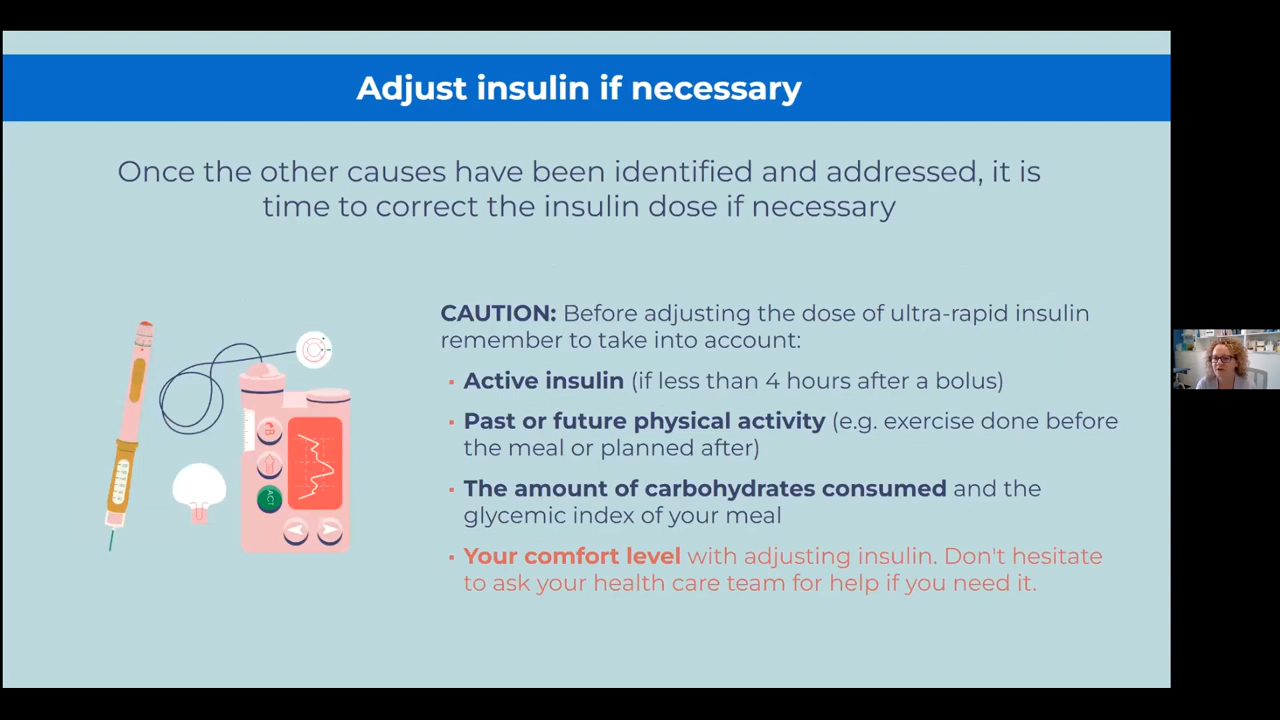 Adjust insulin if necessary
Once the other causes have been identified and addressed, it is
time to correct the insulin dose if necessary
CAUTION: Before adjusting the dose of ultra-rapid insulin
remember to take into account:
Active insulin (if less than 4 hours after a bolus)
Past or future physical activity (e.g. exercise done before
the meal or planned after)
The amount of carbohydrates consumed and the
glycemic index of your meal
Your comfort level with adjusting insulin. Don't hesitate
to ask your health care team for help if you need it.
ACT